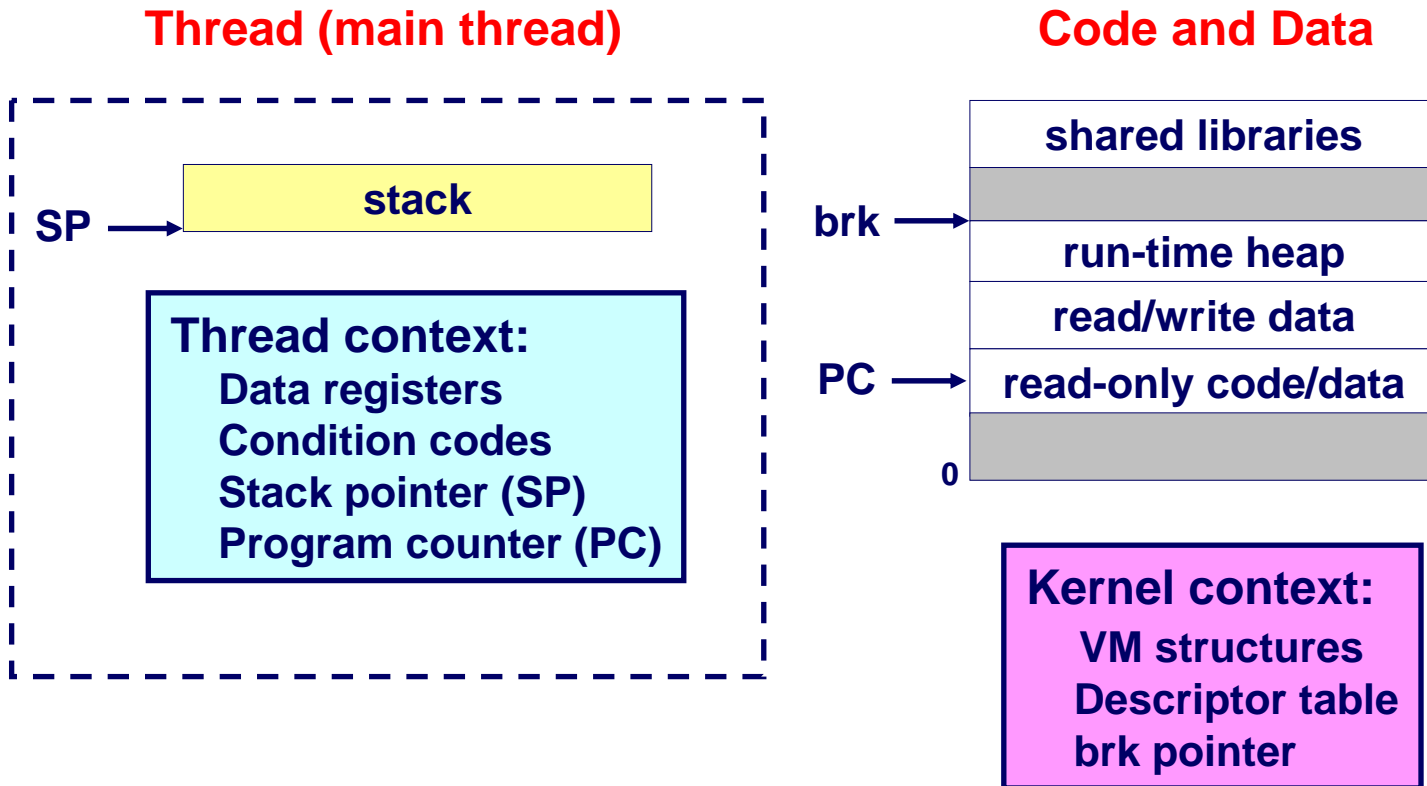 Thread (main thread)
SP
stack
Thread context:
Data registers
Condition codes
Stack pointer (SP)
Program counter (PC)
Code and Data
shared libraries
brk
run-time heap
read/write data
PC
read-only code/data
0
Kernel context:
VM structures
Descriptor table
brk pointer